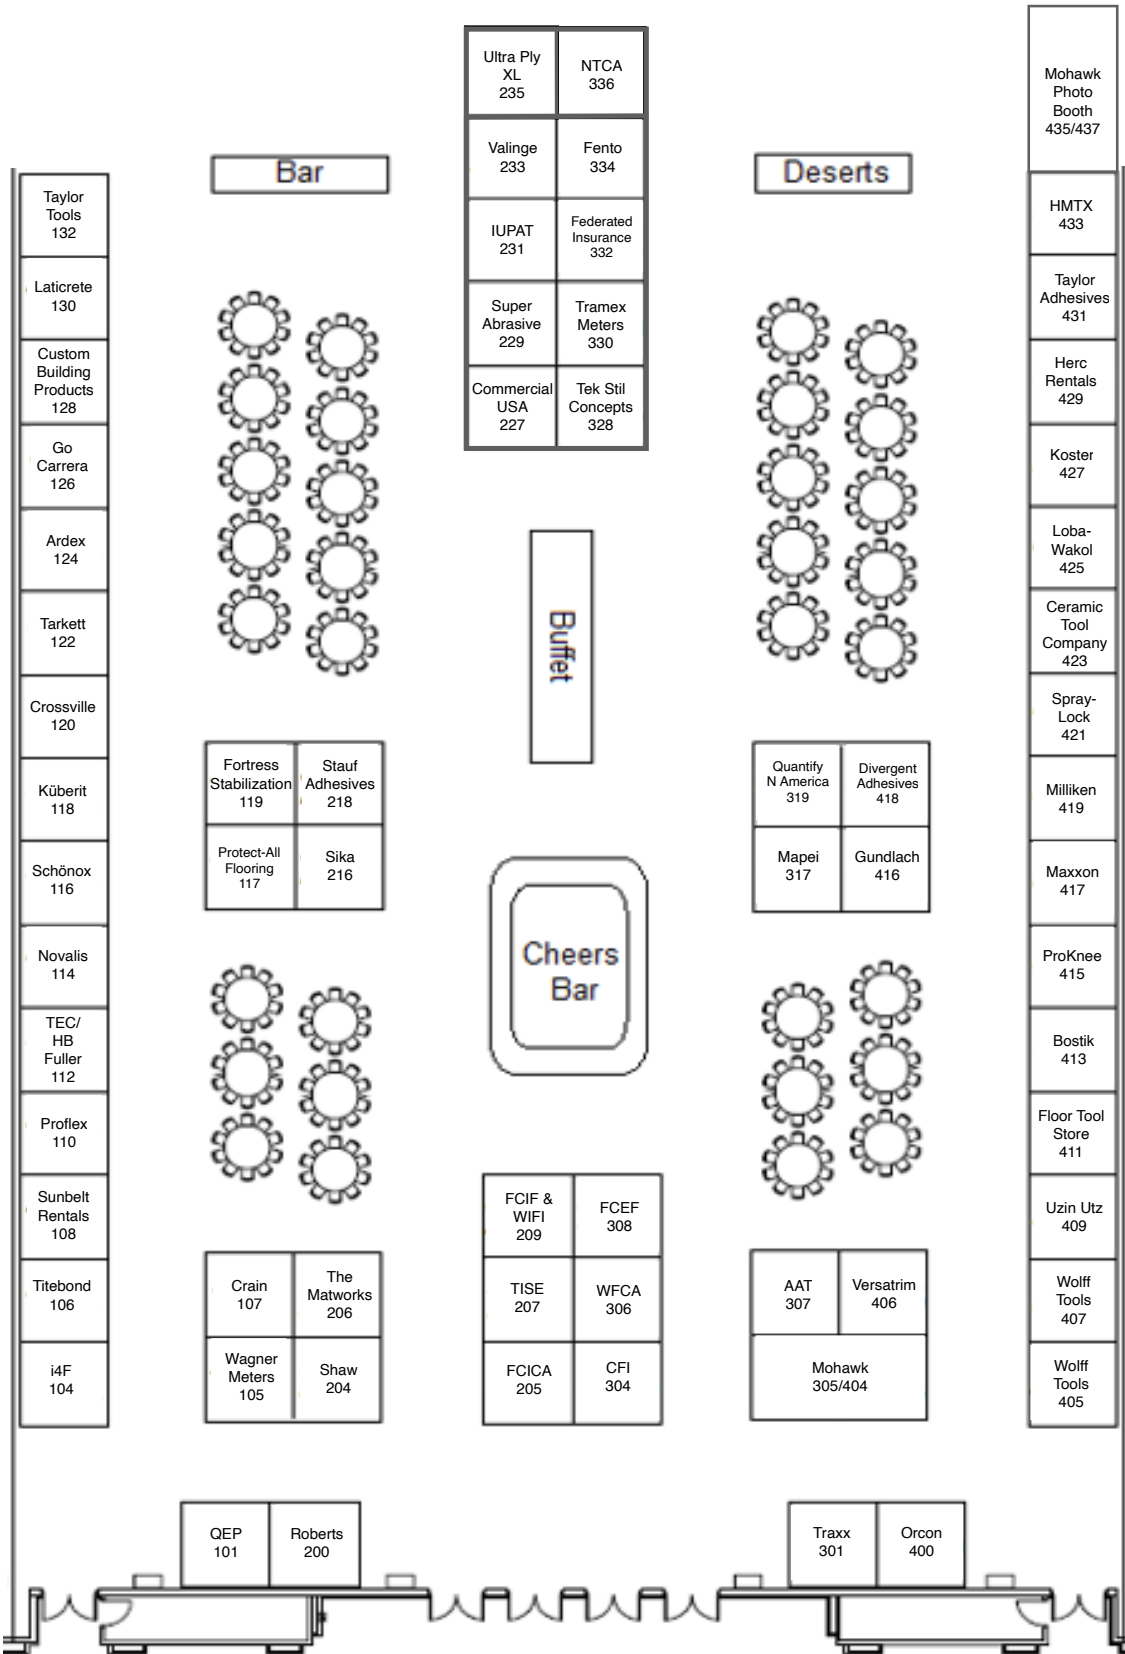 Ultra Ply
XL
235
NTCA
336
Mohawk
Photo
Booth
435/437
Bar
Deserts
Valinge
233
Fento
334
IUPAT
231
Federated
Insurance
332
Super
Abrasive
229
Tramex
Meters
330
Commercial
USA
227
Tek Stil
Concepts
328
Taylor
Tools
132
Laticrete
130
Custom
Building
Products
128
Go
Carrera
126
Ardex
124
Tarkett
122
Crossville
120
Küberit
118
Schönox
116
Novalis
114
TEC/
HB
Fuller
112
Proflex
110
Sunbelt
Rentals
108
Titebond
106
i4F
104
HMTX
433
Taylor
Adhesives
431
Herc
Rentals
429
Koster
427
Loba-
Wakol
425
Ceramic
Tool
Company
423
Spray-
Lock
421
Milliken
419
Maxxon
417
ProKnee
415
Bostik
413
Floor Tool
Store
411
Uzin Utz
409
Wolff
Tools
407
Wolff
Tools
405
Buffet
Fortress
Stabilization
119
Stauf
Adhesives
218
Protect-All
Flooring
117
Sika
216
Quantify
N America
319
Divergent
Adhesives
418
Mapei
317
Gundlach
416
Cheers
Bar
FCIF &
WIFI
209
FCEF
308
TISE
207
WFCA
306
FCICA
205
CFI
304
Crain
107
The
Matworks
206
Wagner
Meters
105
Shaw
204
AAT
307
Versatrim
406
Mohawk
305/404
QEP
101
Roberts
200
Traxx
301
Orcon
400